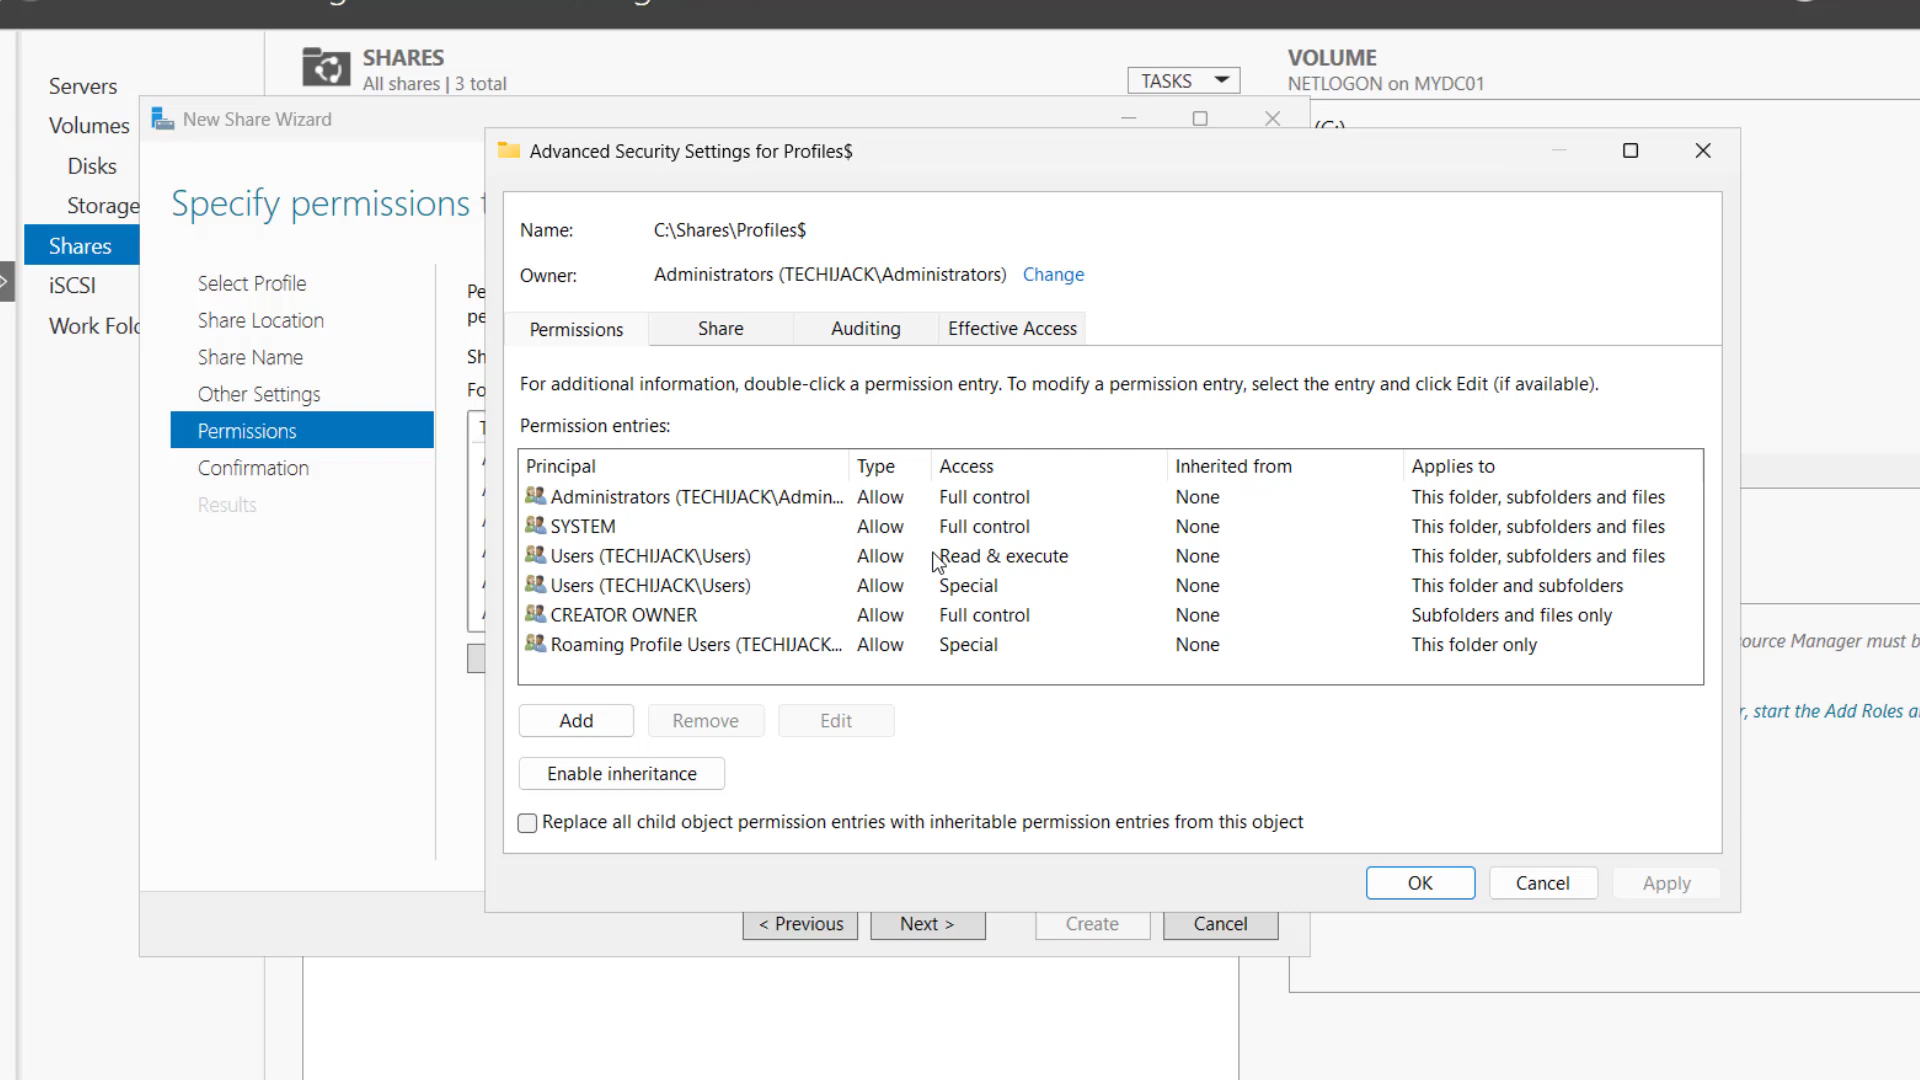 SHARES
All shares | 3 total
TASKS
VOLUME
NETLOGON on MYDC01
Servers
Volumes
Disks
Storage
Shares
iSCSI
New Share Wizard
Specify permissions
Select Profile
Share Location
Share Name
Other Settings
Permissions
Confirmation
Results
Advanced Security Settings for Profiles$
Name: C:\Shares\Profiles$
Owner: Administrators (TECHIJACK\Administrators) Change
Permissions Share Auditing Effective Access
For additional information, double-click a permission entry. To modify a permission entry, select the entry and click Edit (if available).
Permission entries:
Principal Type Access Inherited from Applies to
Administrators (TECHIJACK\Admin... Allow Full control None This folder, subfolders and files
SYSTEM Allow Full control None This folder, subfolders and files
Users (TECHIJACK\Users) Allow Read & execute None This folder, subfolders and files
Users (TECHIJACK\Users) Allow Special None This folder and subfolders
CREATOR OWNER Allow Full control None Subfolders and files only
Roaming Profile Users (TECHIJACK... Allow Special None This folder only
Add Remove Edit
Enable inheritance
Replace all child object permission entries with inheritable permission entries from this object
OK Cancel Apply
< Previous Next > Create Cancel
ource Manager must b
r, start the Add Roles a